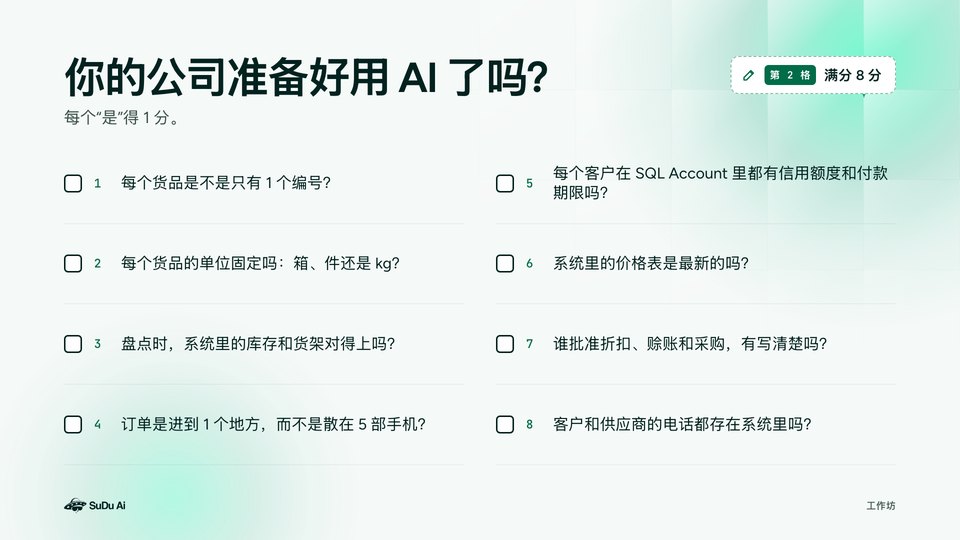 你的公司准备好用 AI 了吗？
每个“是”得 1 分。
第 2 格 满分 8 分
1 每个货品是不是只有 1 个编号？
2 每个货品的单位固定吗：箱、件还是 kg？
3 盘点时，系统里的库存和货架对得上吗？
4 订单是进到 1 个地方，而不是散在 5 部手机？
5 每个客户在 SQL Account 里都有信用额度和付款
期限吗？
6 系统里的价格表是最新的吗？
7 谁批准折扣、赊账和采购，有写清楚吗？
8 客户和供应商的电话都存在系统里吗？
SuDu Ai
工作坊